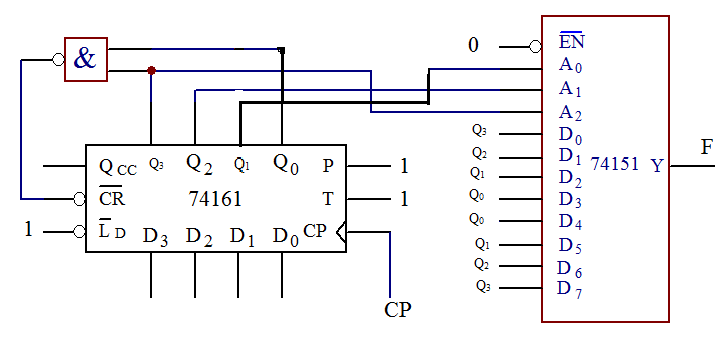 &
0
EN
A0
A1
A2
Q3 D0
Q2 D1
Q1 D2
Q0 D3
Q0 D4
Q1 D5
Q2 D6
Q3 D7
74151 Y
F
QCC Q3 Q2 Q1 Q0 P 1
CR 74161 T 1
1 LD D3 D2 D1 D0 CP
CP